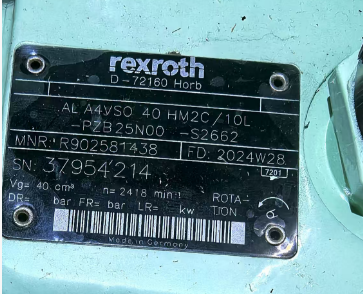 rexroth
D-72160 Horb
AL A4VSO 40 HM2C/10L
-PZB25N00 -S2662
MNR: R902581438 FD: 2024W28
SN: 37954214 7201
Vg= 40 cm³ n= 2418 min⁻¹ ROTA-
DR= bar FR= bar LR= kw TION
Made in Germany